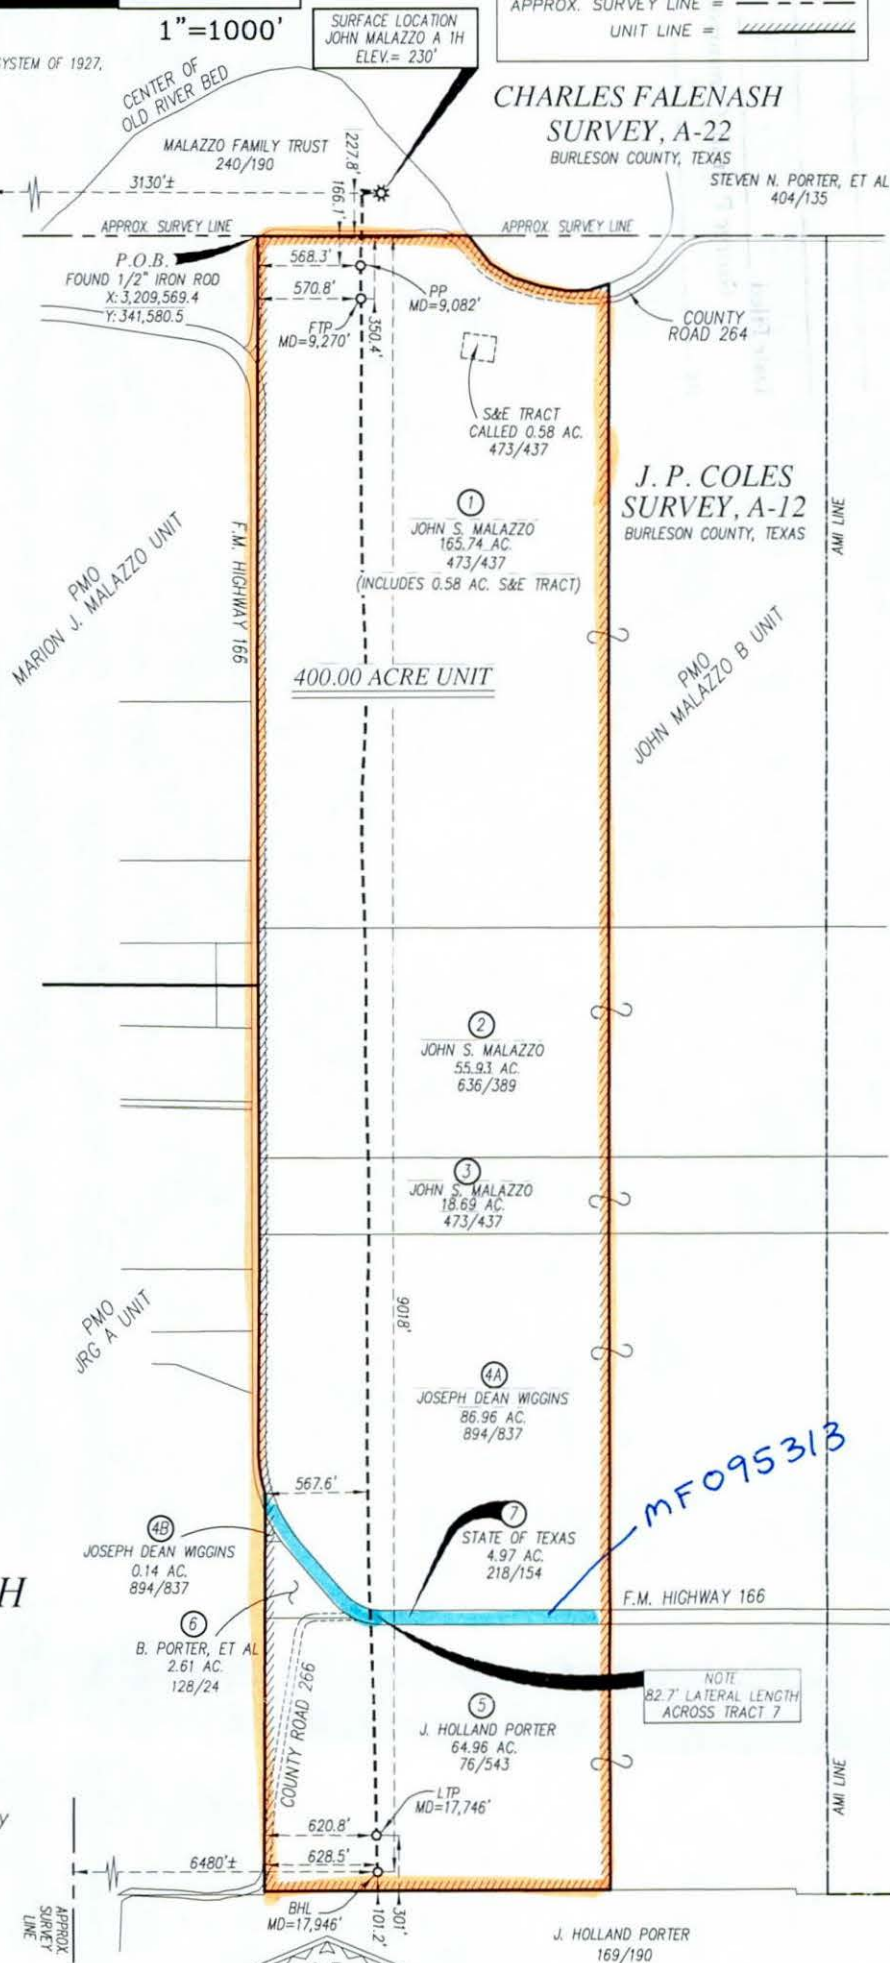 1"=1000'
SURFACE LOCATION
JOHN MALAZZO A 1H
ELEV.= 230'
APPROX. SURVEY LINE =
UNIT LINE =
YSTEM OF 1927,
CENTER OF
OLD RIVER BED
CHARLES FALENASH
SURVEY, A-22
BURLESON COUNTY, TEXAS
MALAZZO FAMILY TRUST
240/190
227.8'
STEVEN N. PORTER, ET AL
404/135
3130'±
166.1'
APPROX. SURVEY LINE
APPROX. SURVEY LINE
P.O.B.
FOUND 1/2" IRON ROD
X: 3,209,569.4
Y: 341,580.5
568.3'
570.8'
PP
MD=9,082'
FTP
MD=9,270'
350.4'
COUNTY
ROAD 264
S&E TRACT
CALLED 0.58 AC.
473/437
J. P. COLES
SURVEY, A-12
BURLESON COUNTY, TEXAS
AMI LINE
1
JOHN S. MALAZZO
165.74 AC.
473/437
(INCLUDES 0.58 AC. S&E TRACT)
F.M. HIGHWAY 166
PMO
MARION J. MALAZZO UNIT
400.00 ACRE UNIT
PMO
JOHN MALAZZO B UNIT
2
JOHN S. MALAZZO
55.93 AC.
636/389
3
JOHN S. MALAZZO
18.69 AC.
473/437
9018'
PMO
JRG A UNIT
4A
JOSEPH DEAN WIGGINS
86.96 AC.
894/837
MF095313
567.6'
7
STATE OF TEXAS
4.97 AC.
218/154
4B
JOSEPH DEAN WIGGINS
0.14 AC.
894/837
H
F.M. HIGHWAY 166
6
B. PORTER, ET AL
2.61 AC.
128/24
COUNTY ROAD 266
NOTE
82.7' LATERAL LENGTH
ACROSS TRACT 7
5
J. HOLLAND PORTER
64.96 AC.
76/543
LTP
MD=17,746'
AMI LINE
y
620.8'
628.5'
6480'±
BHL
MD=17,946'
101.2'
301'
APPROX.
SURVEY
LINE
J. HOLLAND PORTER
169/190